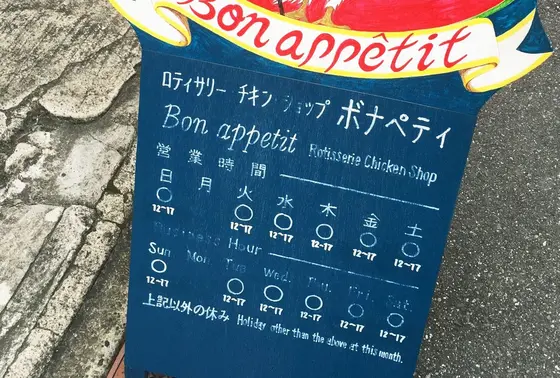 Bon appêtit
ロティサリー チキン ショップ ボナペティ
Bon appetit Rotisserie Chicken Shop
営業時間
日 月 火 水 木 金 土
○ ○ ○ ○ ○ ○
12~17 12~17 12~17 12~17 12~17 12~17
Business Hour
Sun Mon. Tue Wed. Thu. Fri. Sat.
○ ○ ○ ○ ○ ○
12~17 12~17 12~17 12~17 12~17 12~17
上記以外の休み Holiday other than the above at this month.